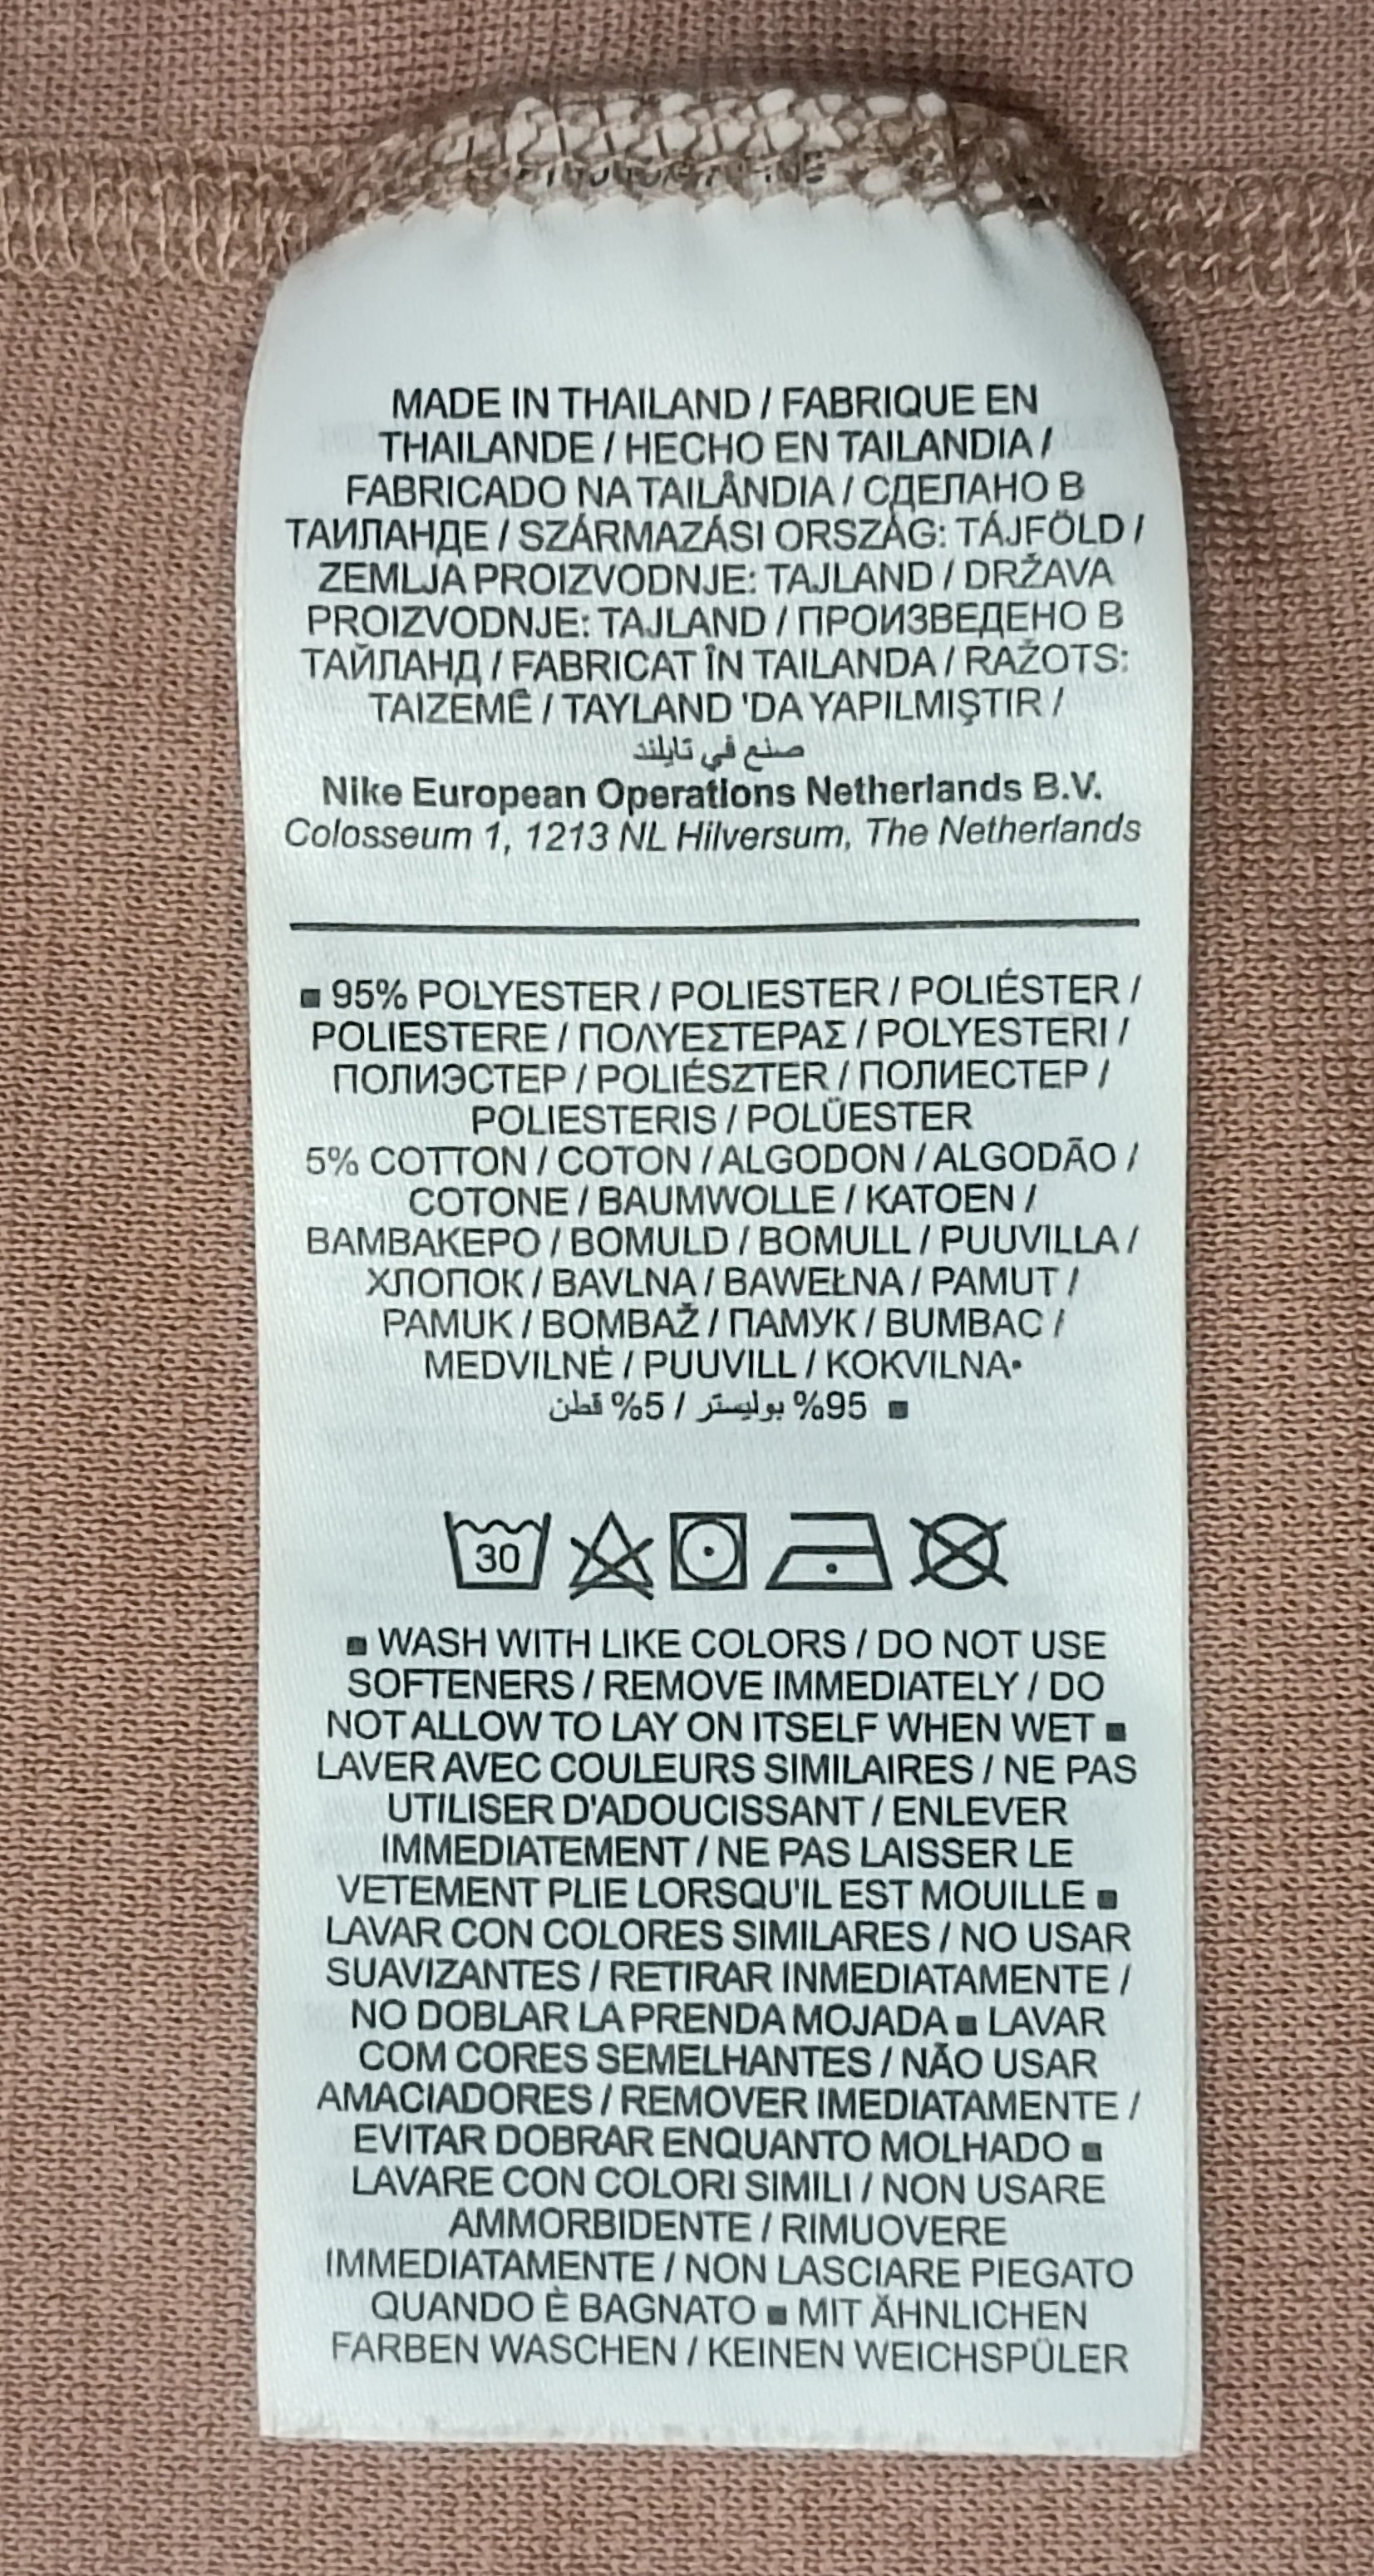 MADE IN THAILAND / FABRIQUE EN
THAILANDE / HECHO EN TAILANDIA /
FABRICADO NA TAILÂNDIA / СДЕЛАНО В
ТАИЛАНДЕ / SZÁRMAZÁSI ORSZÁG: TÁJFÖLD /
ZEMLJA PROIZVODNJE: TAJLAND / DRŽAVA
PROIZVODNJE: TAJLAND / ПРОИЗВЕДЕНО В
ТАЙЛАНД / FABRICAT ÎN TAILANDA / RAŽOTS:
TAIZEMĒ / TAYLAND 'DA YAPILMIŞTIR /
صنع في تايلند
Nike European Operations Netherlands B.V.
Colosseum 1, 1213 NL Hilversum, The Netherlands
■ 95% POLYESTER / POLIESTER / POLIÉSTER /
POLIESTERE / ΠΟΛΥΕΣΤΕΡΑΣ / POLYESTERI /
ПОЛИЭСТЕР / POLIÉSZTER / ПОЛИЕСТЕР /
POLIESTERIS / POLÜESTER
5% COTTON / COTON / ALGODON / ALGODÃO /
COTONE / BAUMWOLLE / KATOEN /
ΒΑΜΒΑΚΕΡΟ / BOMULD / BOMULL / PUUVILLA /
ХЛОПОК / BAVLNA / BAWEŁNA / PAMUT /
PAMUK / BOMBAŽ / ПАМУК / BUMBAC /
MEDVILNĖ / PUUVILL / KOKVILNA•
■ 95% بوليستر / 5% قطن
30
■ WASH WITH LIKE COLORS / DO NOT USE
SOFTENERS / REMOVE IMMEDIATELY / DO
NOT ALLOW TO LAY ON ITSELF WHEN WET ■
LAVER AVEC COULEURS SIMILAIRES / NE PAS
UTILISER D'ADOUCISSANT / ENLEVER
IMMEDIATEMENT / NE PAS LAISSER LE
VETEMENT PLIE LORSQU'IL EST MOUILLE ■
LAVAR CON COLORES SIMILARES / NO USAR
SUAVIZANTES / RETIRAR INMEDIATAMENTE /
NO DOBLAR LA PRENDA MOJADA ■ LAVAR
COM CORES SEMELHANTES / NÃO USAR
AMACIADORES / REMOVER IMEDIATAMENTE /
EVITAR DOBRAR ENQUANTO MOLHADO ■
LAVARE CON COLORI SIMILI / NON USARE
AMMORBIDENTE / RIMUOVERE
IMMEDIATAMENTE / NON LASCIARE PIEGATO
QUANDO È BAGNATO ■ MIT ÄHNLICHEN
FARBEN WASCHEN / KEINEN WEICHSPÜLER